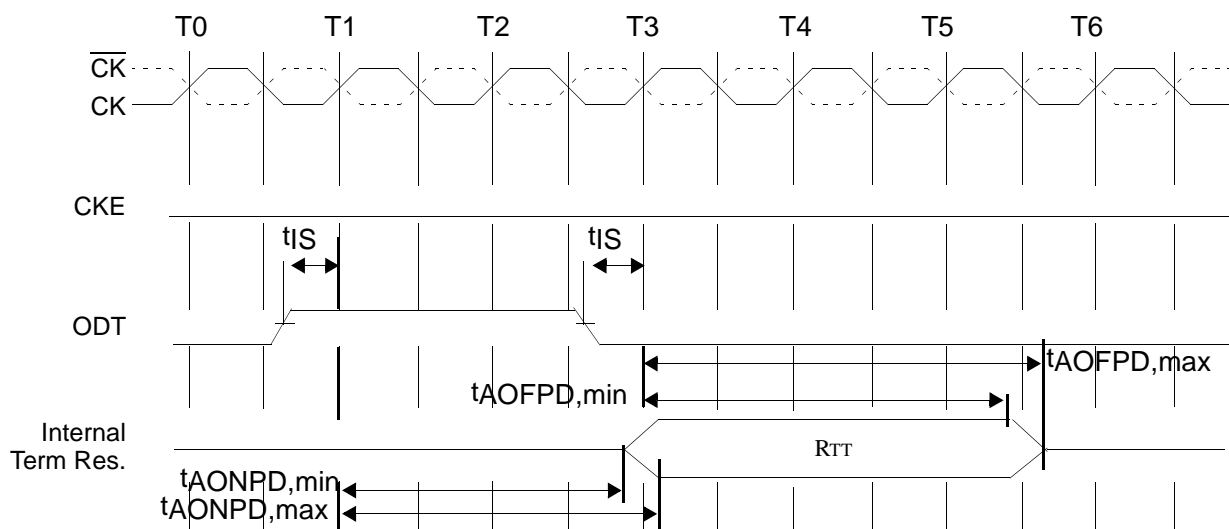 T0 T1 T2 T3 T4 T5 T6
CK
CK
CKE
tIS tIS
ODT
tAOFPD,max
tAOFPD,min
Internal
Term Res.
RTT
tAONPD,min
tAONPD,max